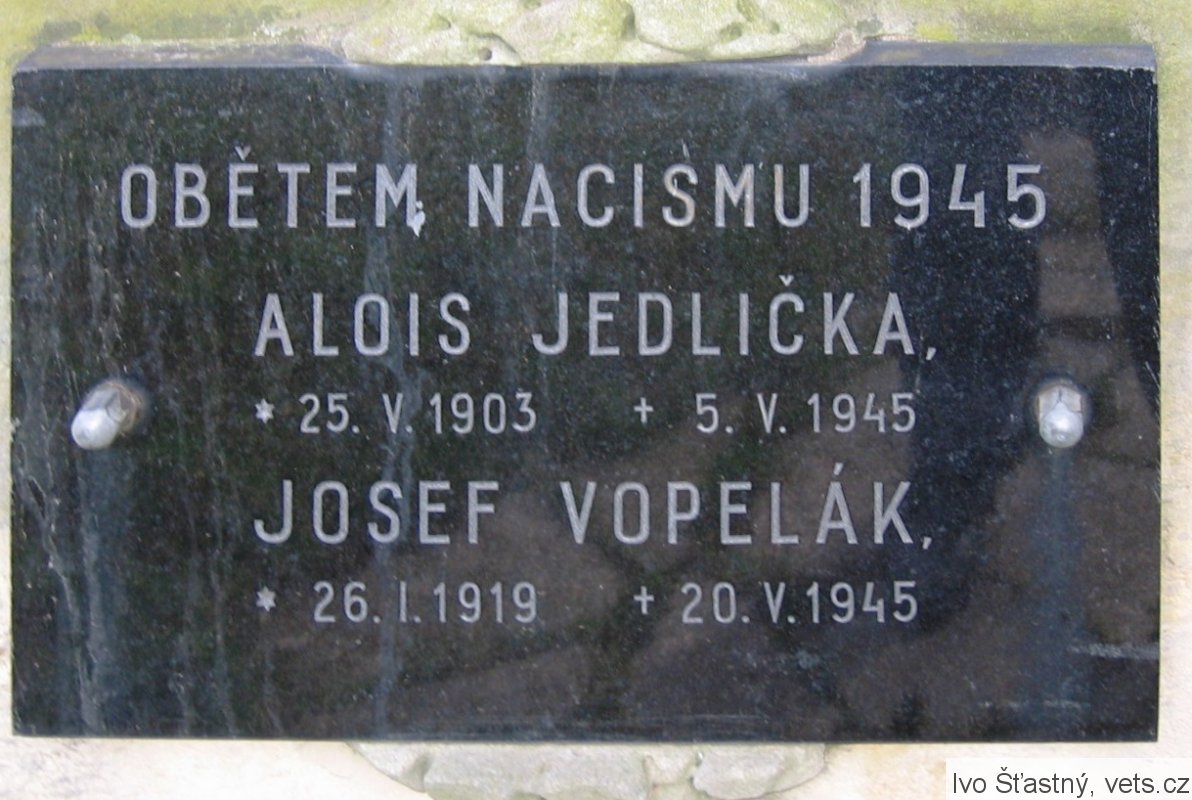 OBĚTEM NACISMU 1945
ALOIS JEDLIČKA,
* 25. V. 1903 + 5. V. 1945
JOSEF VOPELÁK,
* 26. I. 1919 + 20. V. 1945
Ivo Šťastný, vets.cz